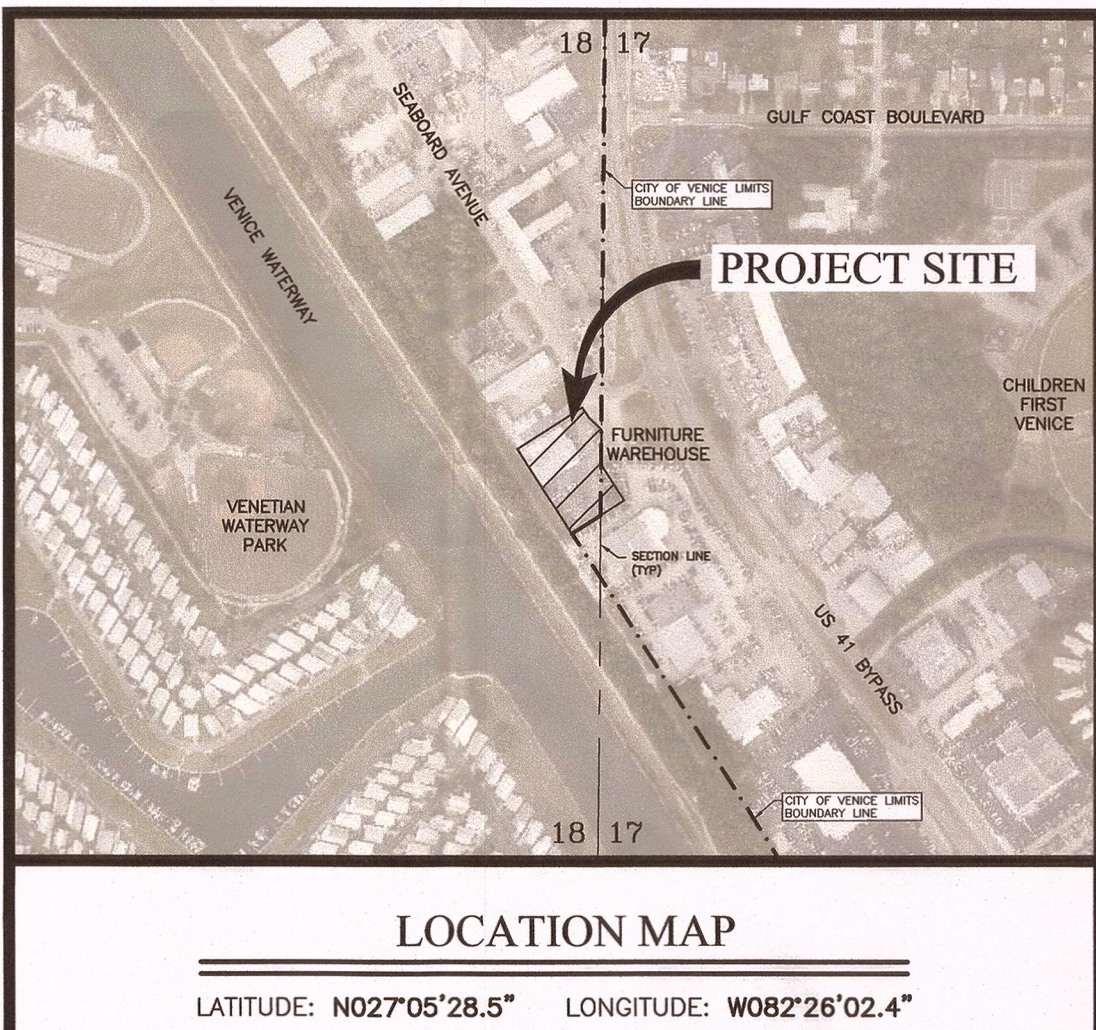 18 17
SEABOARD AVENUE
GULF COAST BOULEVARD
CITY OF VENICE LIMITS
BOUNDARY LINE
VENICE WATERWAY
PROJECT SITE
CHILDREN
FIRST
VENICE
FURNITURE
WAREHOUSE
VENETIAN
WATERWAY
PARK
SECTION LINE
(TYP)
US 41 BYPASS
CITY OF VENICE LIMITS
BOUNDARY LINE
18 17
LOCATION MAP
LATITUDE: N027°05'28.5" LONGITUDE: W082°26'02.4"